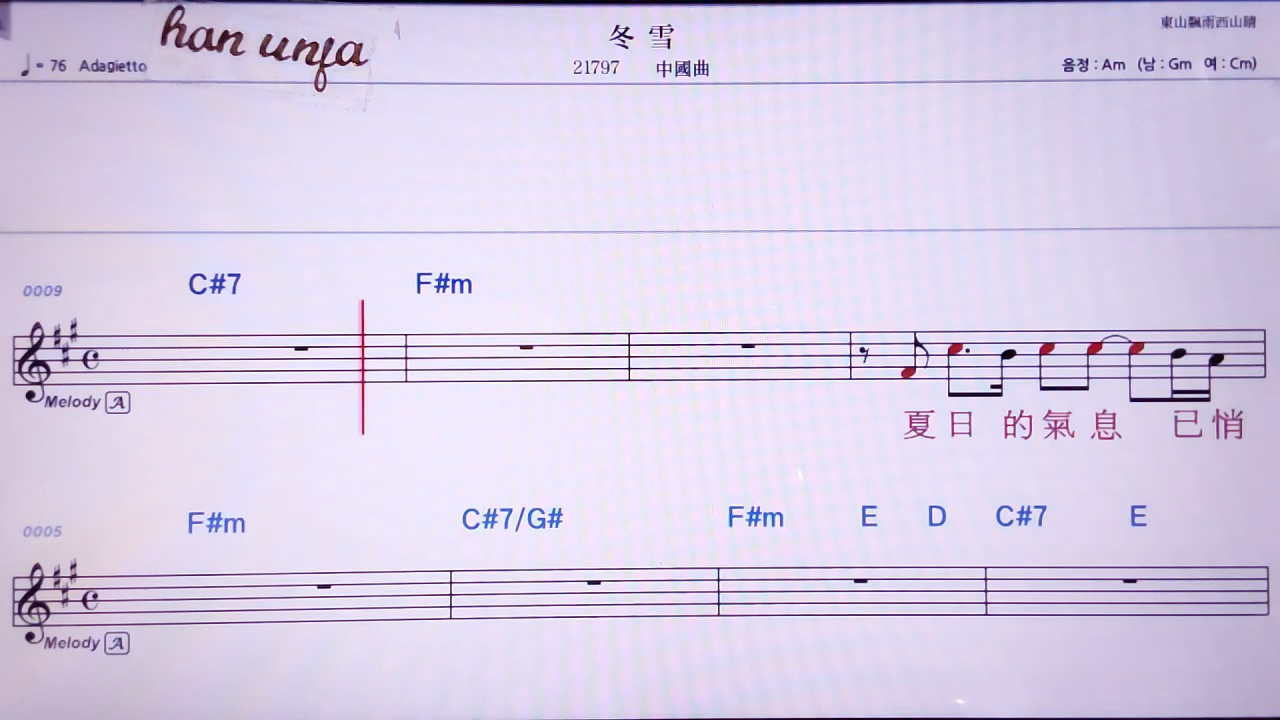 han unja
冬雪
東山飄雨西山晴
♩= 76 Adagietto
21797 中國曲
음정 : Am (남 : Gm 여 : Cm)
0009 C#7 F#m
Melody A
夏日 的氣息 已悄
0005 F#m C#7/G# F#m E D C#7 E
Melody A